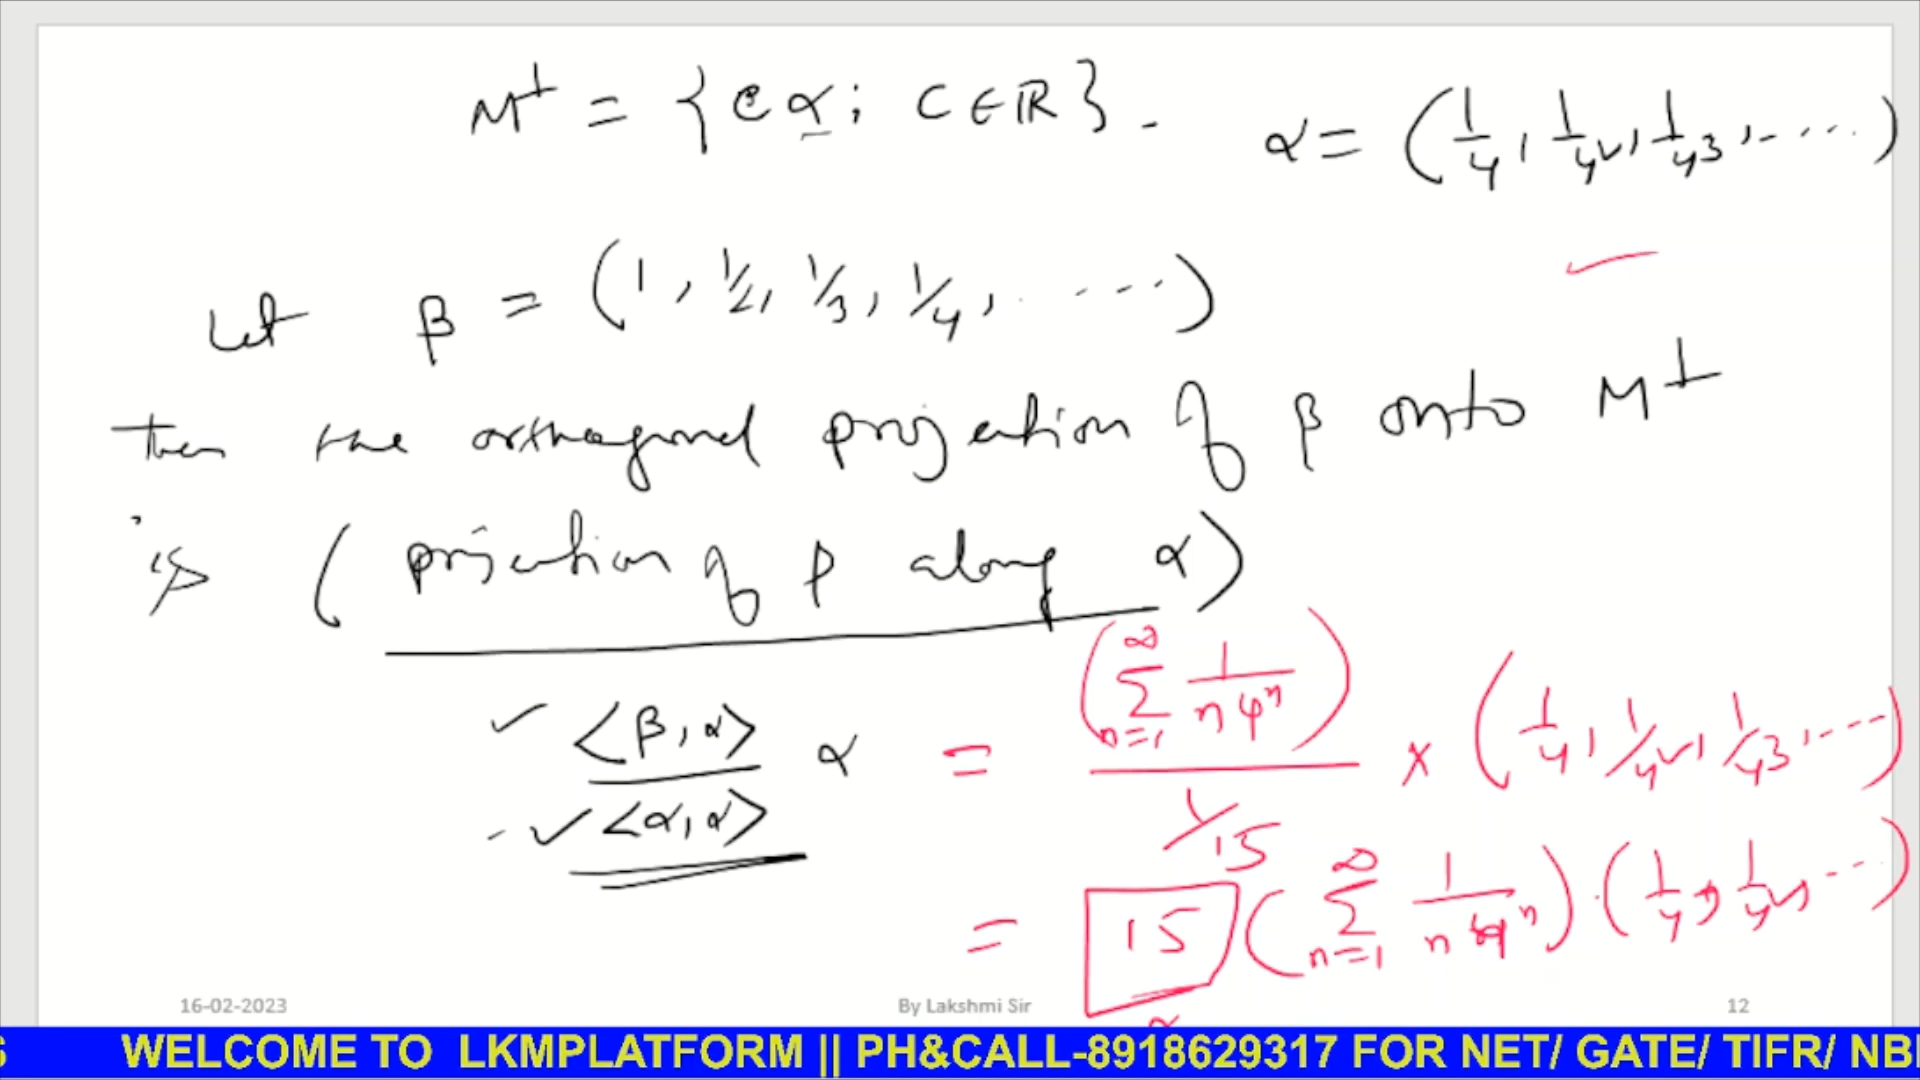 M⊥ = {cα; C∈ℝ}. α = (1/4, 1/4², 1/4³, ....)
Let β = (1, 1/2, 1/3, 1/4, ....)
then the orthogonal projection of β onto M⊥
is (projection of β along α)
<β,α>/<α,α> α = (∑_{n=1}^{∞} 1/(n4ⁿ))/(1/15) × (1/4, 1/4², 1/4³, ....)
= 15 (∑_{n=1}^{∞} 1/(n4ⁿ)) . (1/4, 1/4², ...)
16-02-2023 By Lakshmi Sir 12
WELCOME TO LKMPLATFORM || PH&CALL-8918629317 FOR NET/ GATE/ TIFR/